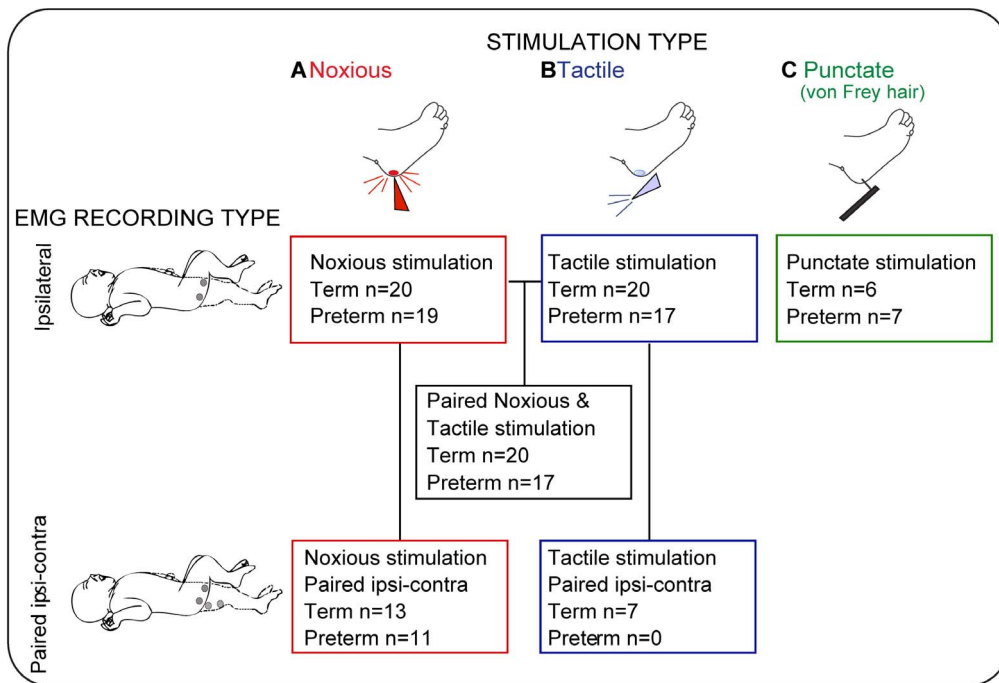 STIMULATION TYPE
A Noxious
B Tactile
C Punctate
(von Frey hair)
EMG RECORDING TYPE
Ipsilateral
Noxious stimulation
Term n=20
Preterm n=19
Tactile stimulation
Term n=20
Preterm n=17
Punctate stimulation
Term n=6
Preterm n=7
Paired Noxious &
Tactile stimulation
Term n=20
Preterm n=17
Paired ipsi-contra
Noxious stimulation
Paired ipsi-contra
Term n=13
Preterm n=11
Tactile stimulation
Paired ipsi-contra
Term n=7
Preterm n=0